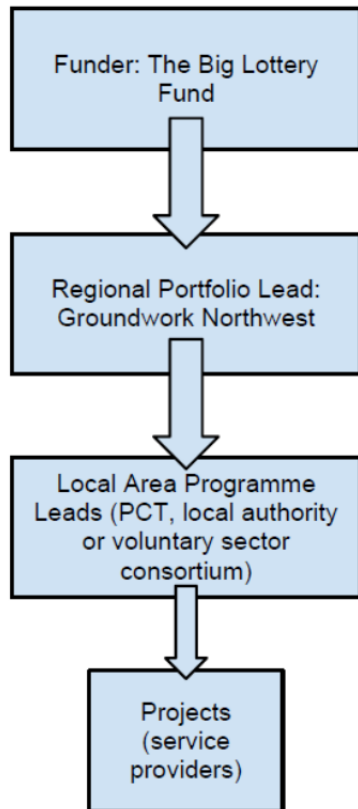 Funder: The Big Lottery
Fund
Regional Portfolio Lead:
Groundwork Northwest
Local Area Programme
Leads (PCT, local authority
or voluntary sector
consortium)
Projects
(service
providers)